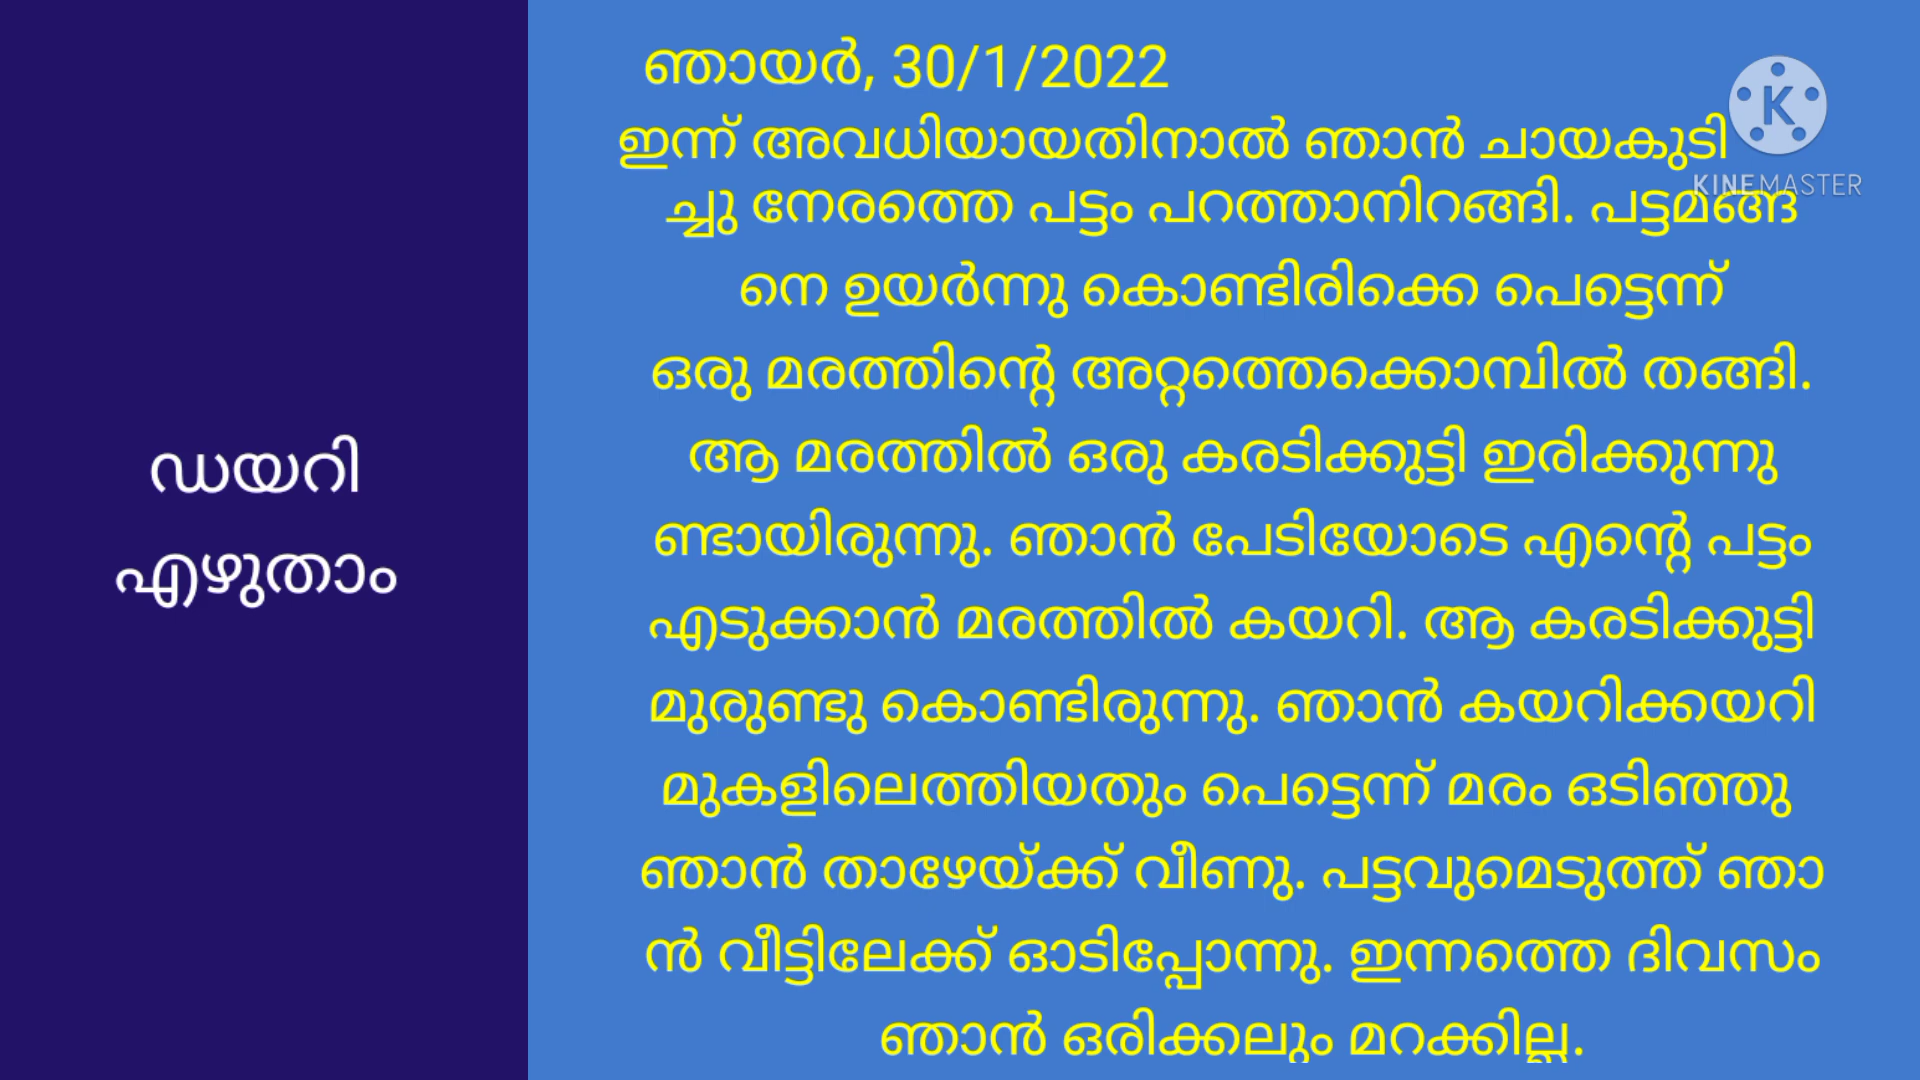 ഡയറി
എഴുതാം
ഞായർ, 30/1/2022
ഇന്ന് അവധിയായതിനാൽ ഞാൻ ചായകുടി
ച്ചു നേരത്തെ പട്ടം പറത്താനിറങ്ങി. പട്ടമങ്ങ
നെ ഉയർന്നു കൊണ്ടിരിക്കെ പെട്ടെന്ന്
ഒരു മരത്തിന്റെ അറ്റത്തെക്കൊമ്പിൽ തങ്ങി.
ആ മരത്തിൽ ഒരു കരടിക്കുട്ടി ഇരിക്കുന്നു
ണ്ടായിരുന്നു. ഞാൻ പേടിയോടെ എന്റെ പട്ടം
എടുക്കാൻ മരത്തിൽ കയറി. ആ കരടിക്കുട്ടി
മുരുണ്ടു കൊണ്ടിരുന്നു. ഞാൻ കയറിക്കയറി
മുകളിലെത്തിയതും പെട്ടെന്ന് മരം ഒടിഞ്ഞു
ഞാൻ താഴേയ്ക്ക് വീണു. പട്ടവുമെടുത്ത് ഞാ
ൻ വീട്ടിലേക്ക് ഓടിപ്പോന്നു. ഇന്നത്തെ ദിവസം
ഞാൻ ഒരിക്കലും മറക്കില്ല.
K
KINEMASTER